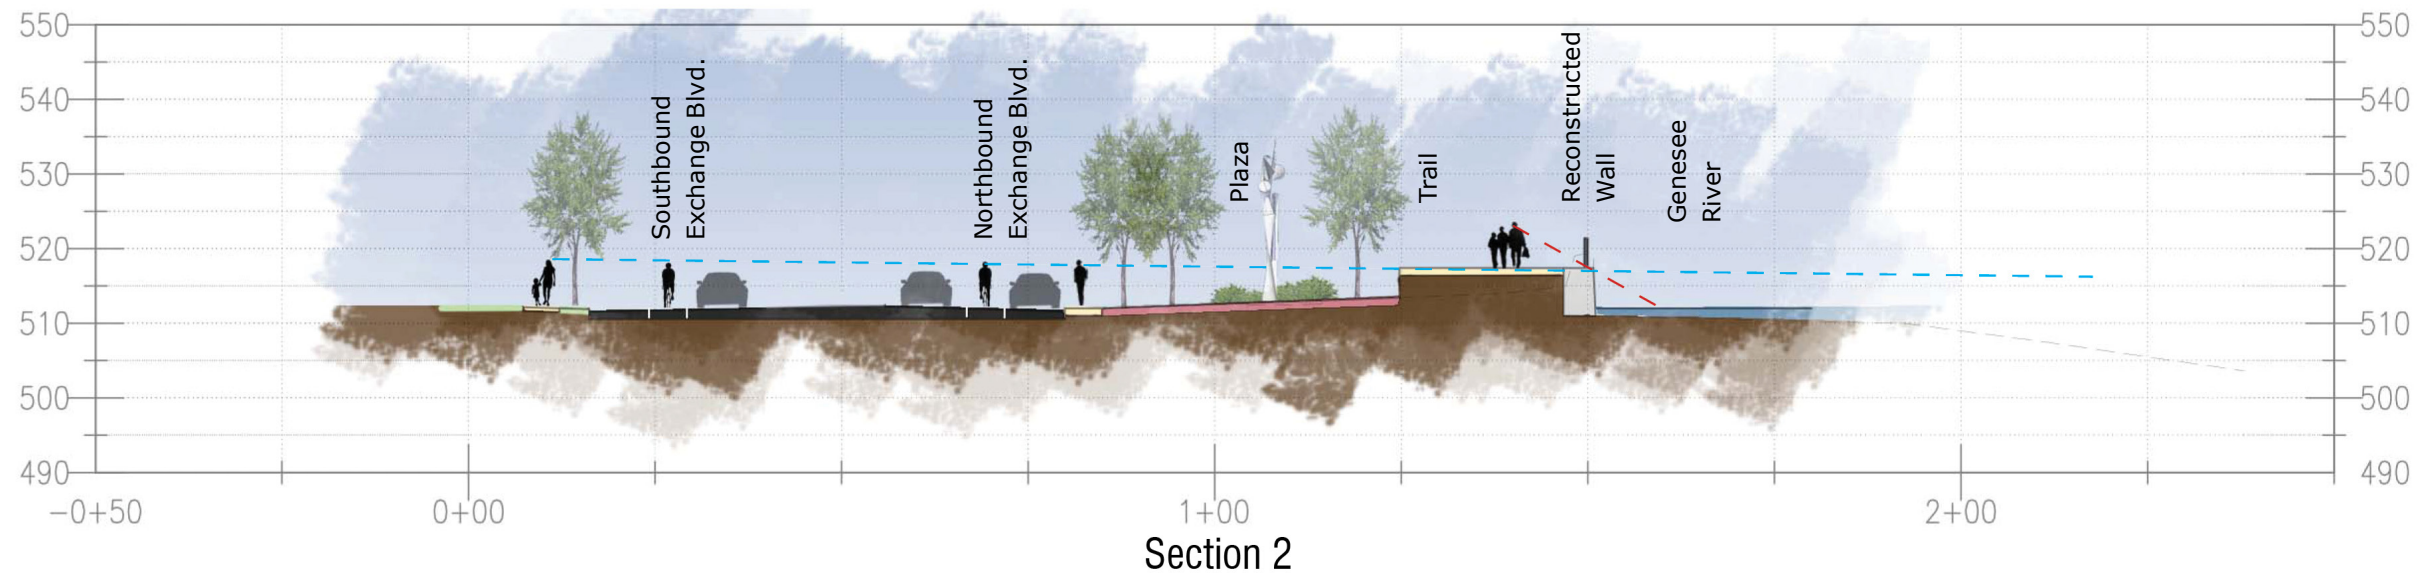 550
540
530
520
510
500
490
Southbound
Exchange Blvd.
Northbound
Exchange Blvd.
Plaza
Trail
Reconstructed
Wall
Genesee
River
550
540
530
520
510
500
490
-0+50
0+00
1+00
2+00
Section 2